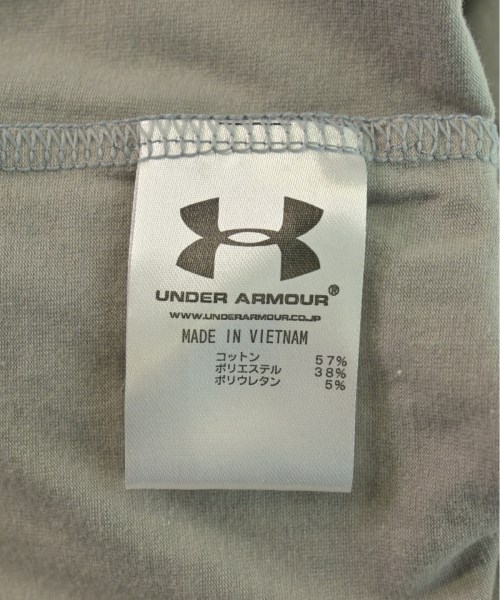 UNDER ARMOUR®
WWW.UNDERARMOUR.CO.JP
MADE IN VIETNAM
コットン 57%
ポリエステル 38%
ポリウレタン 5%